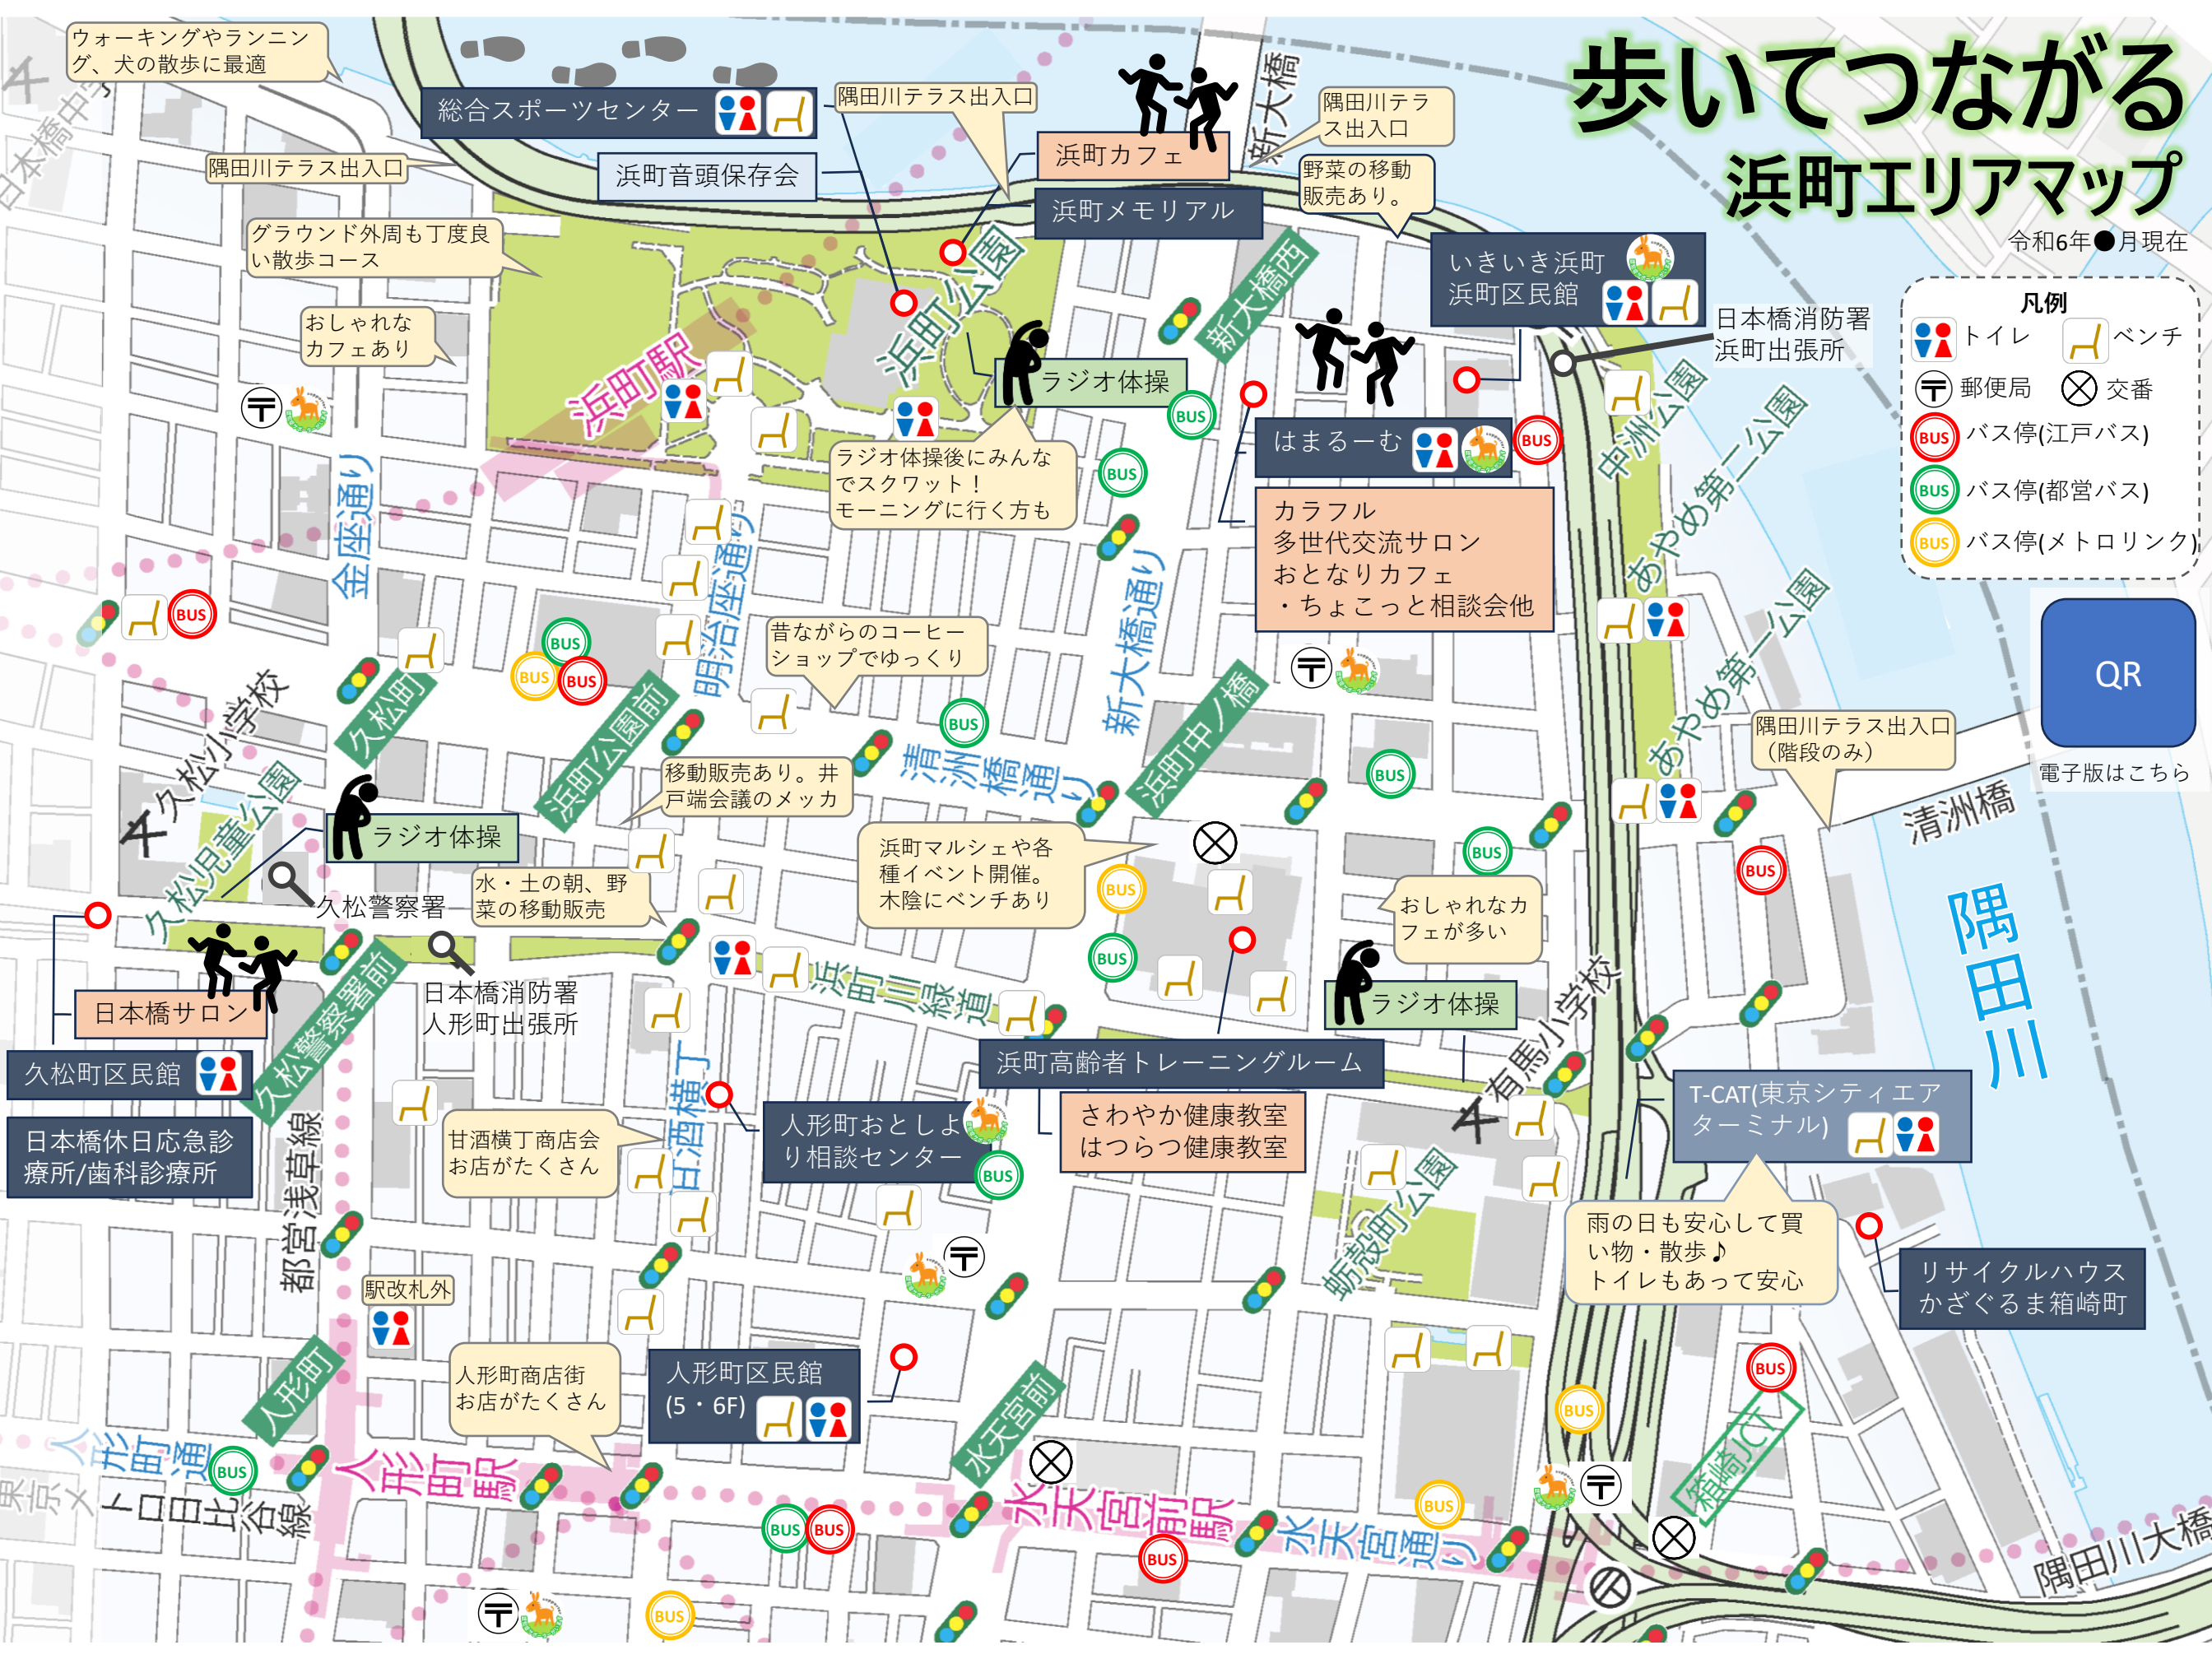 歩いてつながる
浜町エリアマップ
令和6年●月現在
凡例
トイレ
ベンチ
郵便局
交番
BUS バス停(江戸バス)
BUS バス停(都営バス)
BUS バス停(メトロリンク)
QR
電子版はこちら
ウォーキングやランニン
グ、犬の散歩に最適
日本橋中学
総合スポーツセンター
隅田川テラス出入口
浜町音頭保存会
浜町カフェ
浜町メモリアル
新大橋
隅田川テラ
ス出入口
野菜の移動
販売あり。
隅田川テラス出入口
グラウンド外周も丁度良
い散歩コース
おしゃれな
カフェあり
浜町公園
浜町駅
新大橋西
いきいき浜町
浜町区民館
日本橋消防署
浜町出張所
ラジオ体操
BUS
はまるーむ
BUS
中洲公園
あやめ第二公園
あやめ第一公園
ラジオ体操後にみんな
でスクワット！
モーニングに行く方も
BUS
カラフル
多世代交流サロン
おとなりカフェ
・ちょこっと相談会他
金座通り
明治座通り
新大橋通り
BUS
BUS
BUS
BUS
昔ながらのコーヒー
ショップでゆっくり
久松小学校
久松町
浜町公園前
BUS
清洲橋通り
浜町中ノ橋
BUS
隅田川テラス出入口
（階段のみ）
清洲橋
移動販売あり。井
戸端会議のメッカ
久松児童公園
ラジオ体操
久松警察署
水・土の朝、野
菜の移動販売
浜町マルシェや各
種イベント開催。
木陰にベンチあり
BUS
BUS
BUS
BUS
おしゃれなカ
フェが多い
隅田川
日本橋サロン
久松警察署前
日本橋消防署
人形町出張所
浜町川緑道
ラジオ体操
有馬小学校
久松町区民館
日本橋休日応急診
療所/歯科診療所
浜町高齢者トレーニングルーム
さわやか健康教室
はつらつ健康教室
甘酒横丁
人形町おとしよ
り相談センター
BUS
甘酒横丁商店会
お店がたくさん
T-CAT(東京シティエア
ターミナル)
雨の日も安心して買
い物・散歩♪
トイレもあって安心
リサイクルハウス
かざぐるま箱崎町
蛎殻町公園
都営浅草線
駅改札外
人形町
人形町商店街
お店がたくさん
人形町区民館
(5・6F)
水天宮前
BUS
BUS
箱崎JCT
人形町通
BUS
東京メトロ日比谷線
人形町駅
BUS
BUS
水天宮前駅
BUS
水天宮通り
BUS
隅田川大橋
BUS